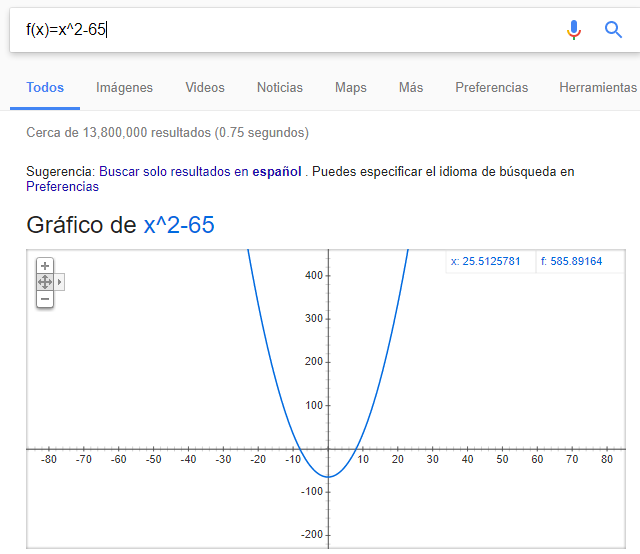 f(x)=x^2-65
Todos Imágenes Videos Noticias Maps Más Preferencias Herramientas
Cerca de 13,800,000 resultados (0.75 segundos)
Sugerencia: Buscar solo resultados en español . Puedes especificar el idioma de búsqueda en
Preferencias
Gráfico de x^2-65
x: 25.5125781 f: 585.89164
400
300
200
100
-80 -70 -60 -50 -40 -30 -20 -10 10 20 30 40 50 60 70 80
-100
-200